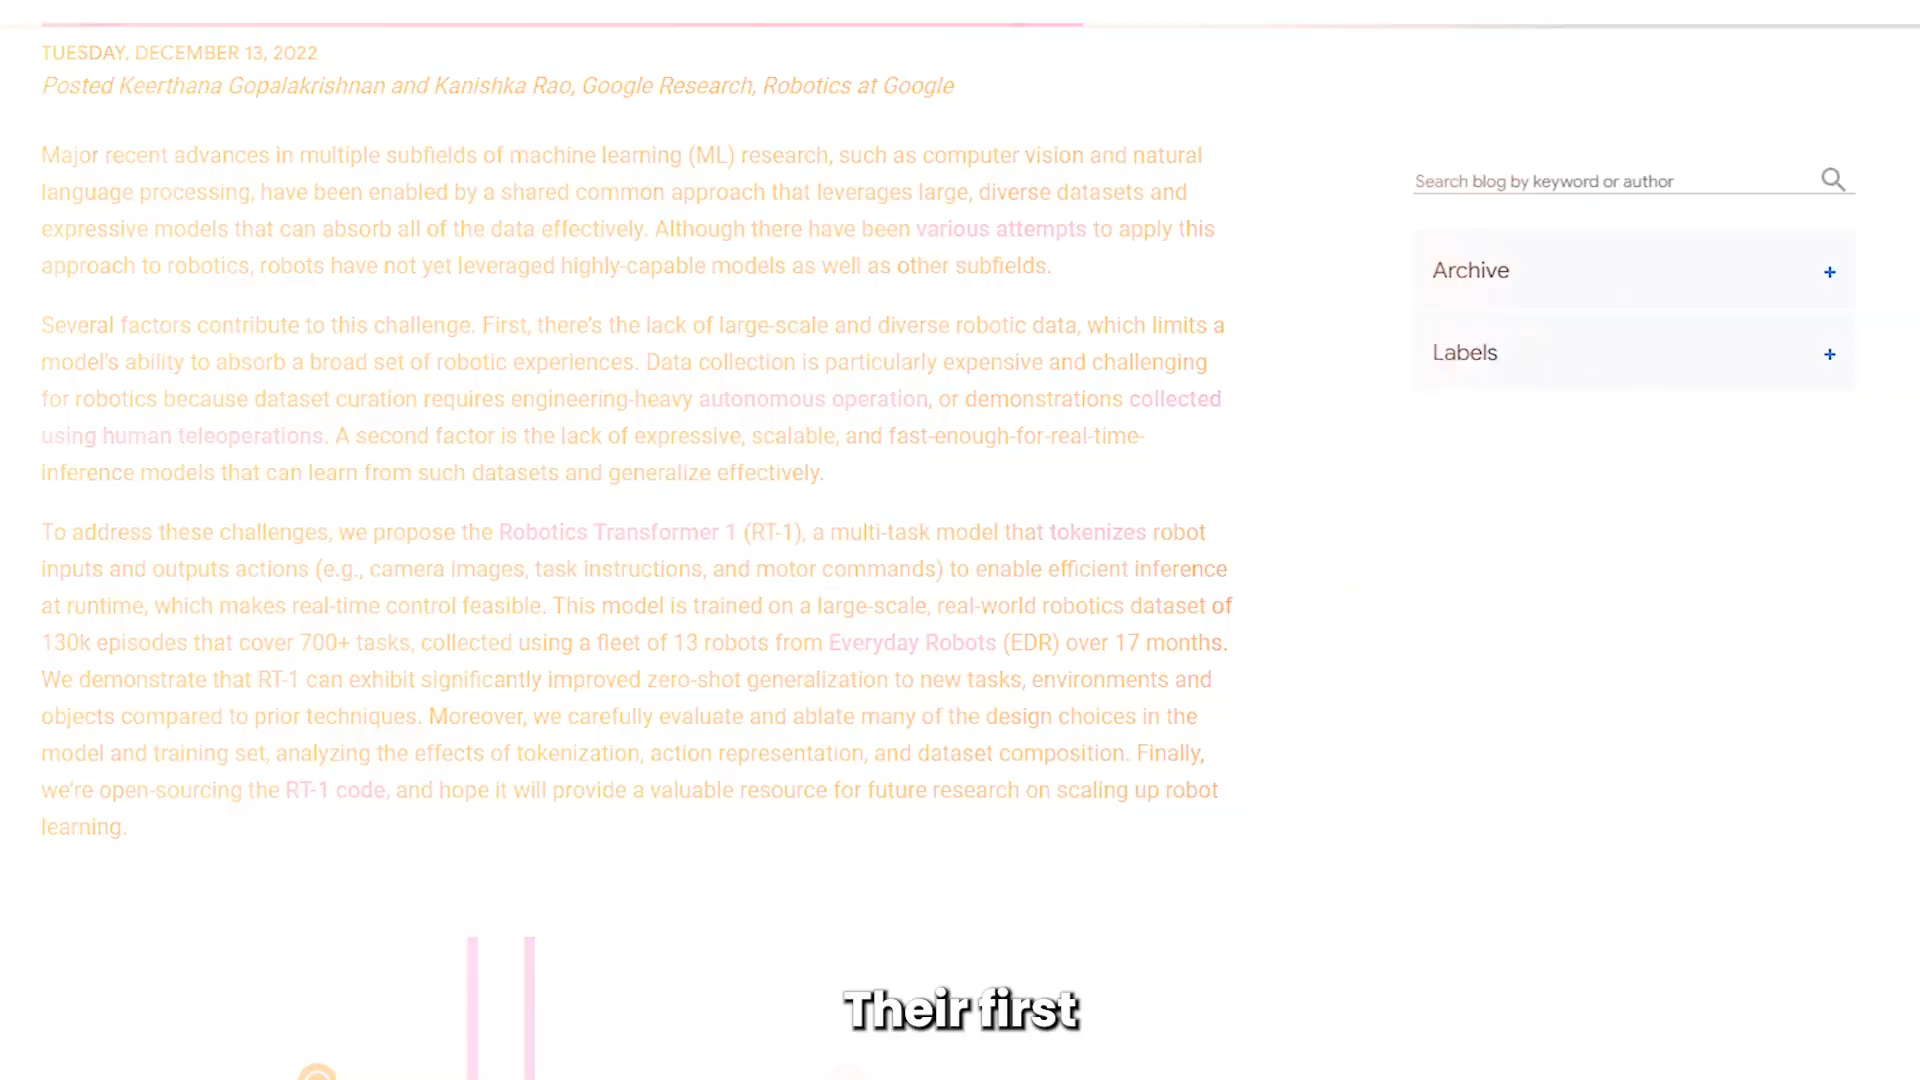 TUESDAY, DECEMBER 13, 2022
Posted Keerthana Gopalakrishnan and Kanishka Rao, Google Research, Robotics at Google
Major recent advances in multiple subfields of machine learning (ML) research, such as computer vision and natural
language processing, have been enabled by a shared common approach that leverages large, diverse datasets and
expressive models that can absorb all of the data effectively. Although there have been various attempts to apply this
approach to robotics, robots have not yet leveraged highly-capable models as well as other subfields.
Several factors contribute to this challenge. First, there's the lack of large-scale and diverse robotic data, which limits a
model's ability to absorb a broad set of robotic experiences. Data collection is particularly expensive and challenging
for robotics because dataset curation requires engineering-heavy autonomous operation, or demonstrations collected
using human teleoperations. A second factor is the lack of expressive, scalable, and fast-enough-for-real-time-
inference models that can learn from such datasets and generalize effectively.
To address these challenges, we propose the Robotics Transformer 1 (RT-1), a multi-task model that tokenizes robot
inputs and outputs actions (e.g., camera images, task instructions, and motor commands) to enable efficient inference
at runtime, which makes real-time control feasible. This model is trained on a large-scale, real-world robotics dataset of
130k episodes that cover 700+ tasks, collected using a fleet of 13 robots from Everyday Robots (EDR) over 17 months.
We demonstrate that RT-1 can exhibit significantly improved zero-shot generalization to new tasks, environments and
objects compared to prior techniques. Moreover, we carefully evaluate and ablate many of the design choices in the
model and training set, analyzing the effects of tokenization, action representation, and dataset composition. Finally,
we're open-sourcing the RT-1 code, and hope it will provide a valuable resource for future research on scaling up robot
learning.
Search blog by keyword or author
Archive +
Labels +
Their first